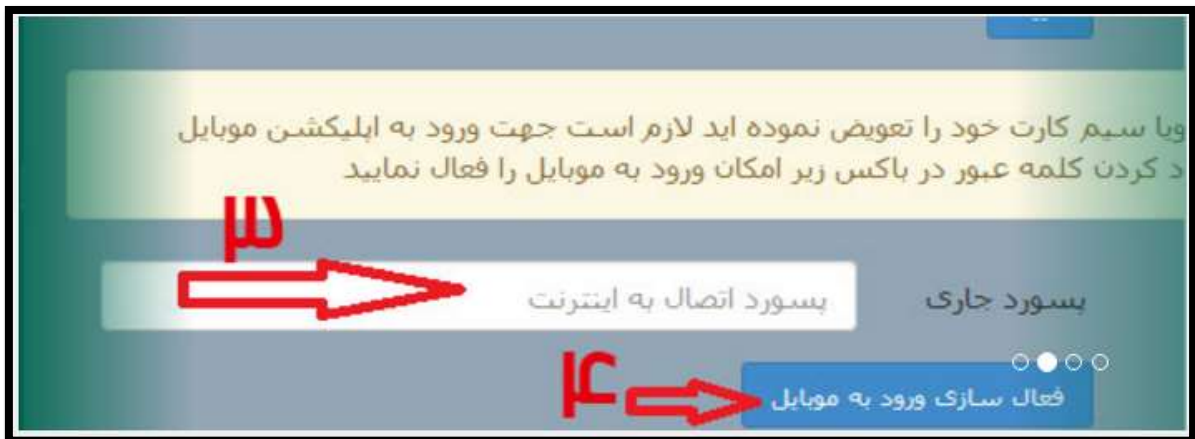 ویا سیم کارت خود را تعویض نموده اید لازم است جهت ورود به اپلیکشن موبایل
د کردن کلمه عبور در باکس زیر امکان ورود به موبایل را فعال نمایید
۳
پسورد جاری
پسورد اتصال به اینترنت
۴
فعال سازی ورود به موبایل